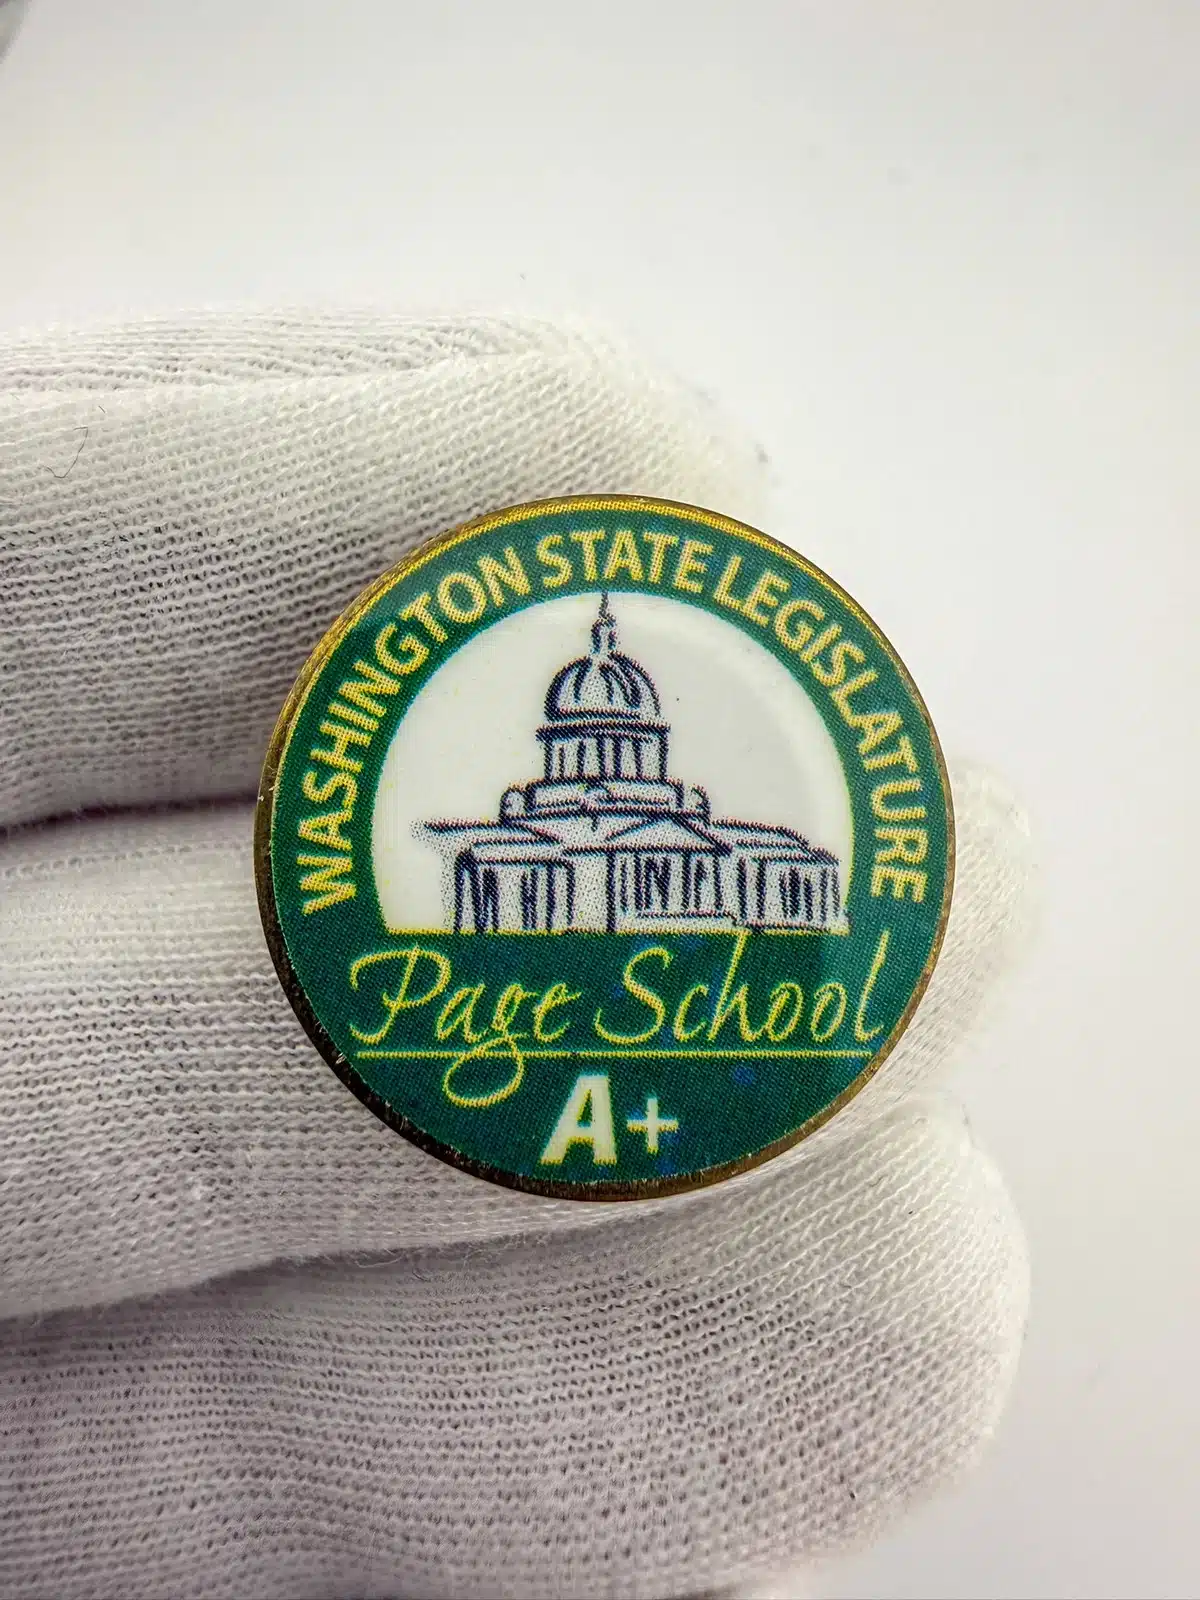 WASHINGTON STATE LEGISLATURE
Page School
A+